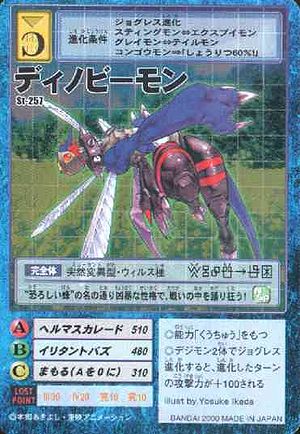 ジョグレス進化
進化条件
スティングモン⇔エクスブイモン
グレイモン⇔テイルモン
コンゴウモン⇔「しょうり60%！」
ディノビーモン
St-257
完全体 突然変異型・ウィルス種
"恐ろしい蜂"の名の通り凶暴な性格で、戦いの中を踊り狂う！
A ヘルマスカレード 510
B イリタントバズ 480
C まもる(Aを0に) 310
○能力「くうちゅう」をもつ
○デジモン2体でジョグレス
進化すると、進化したターン
の攻撃力が＋100される
LOST POINT
Illust by Yosuke Ikeda
©本郷あきよし・東映アニメーション
BANDAI 2000 MADE IN JAPAN